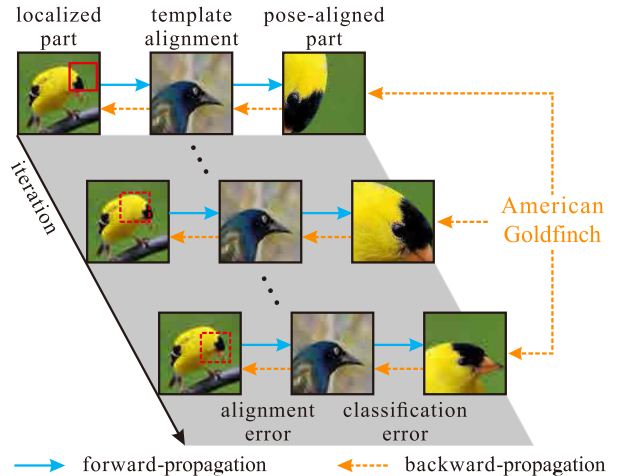 localized part
template alignment
pose-aligned part
iteration
American
Goldfinch
alignment error
classification error
forward-propagation
backward-propagation